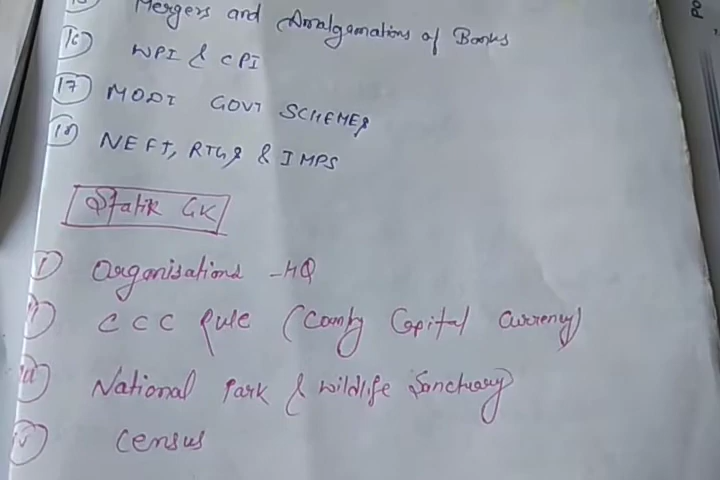 Mergers and Amalgamations of Banks
16 WPI & CPI
17 MODI GOVT SCHEMES
18 NEFT, RTGS & IMPS
Static GK
i Organisations - HQ
ii CCC Rule (County Capital Currency)
iii National Park & Wildlife Sanctuary
iv Census